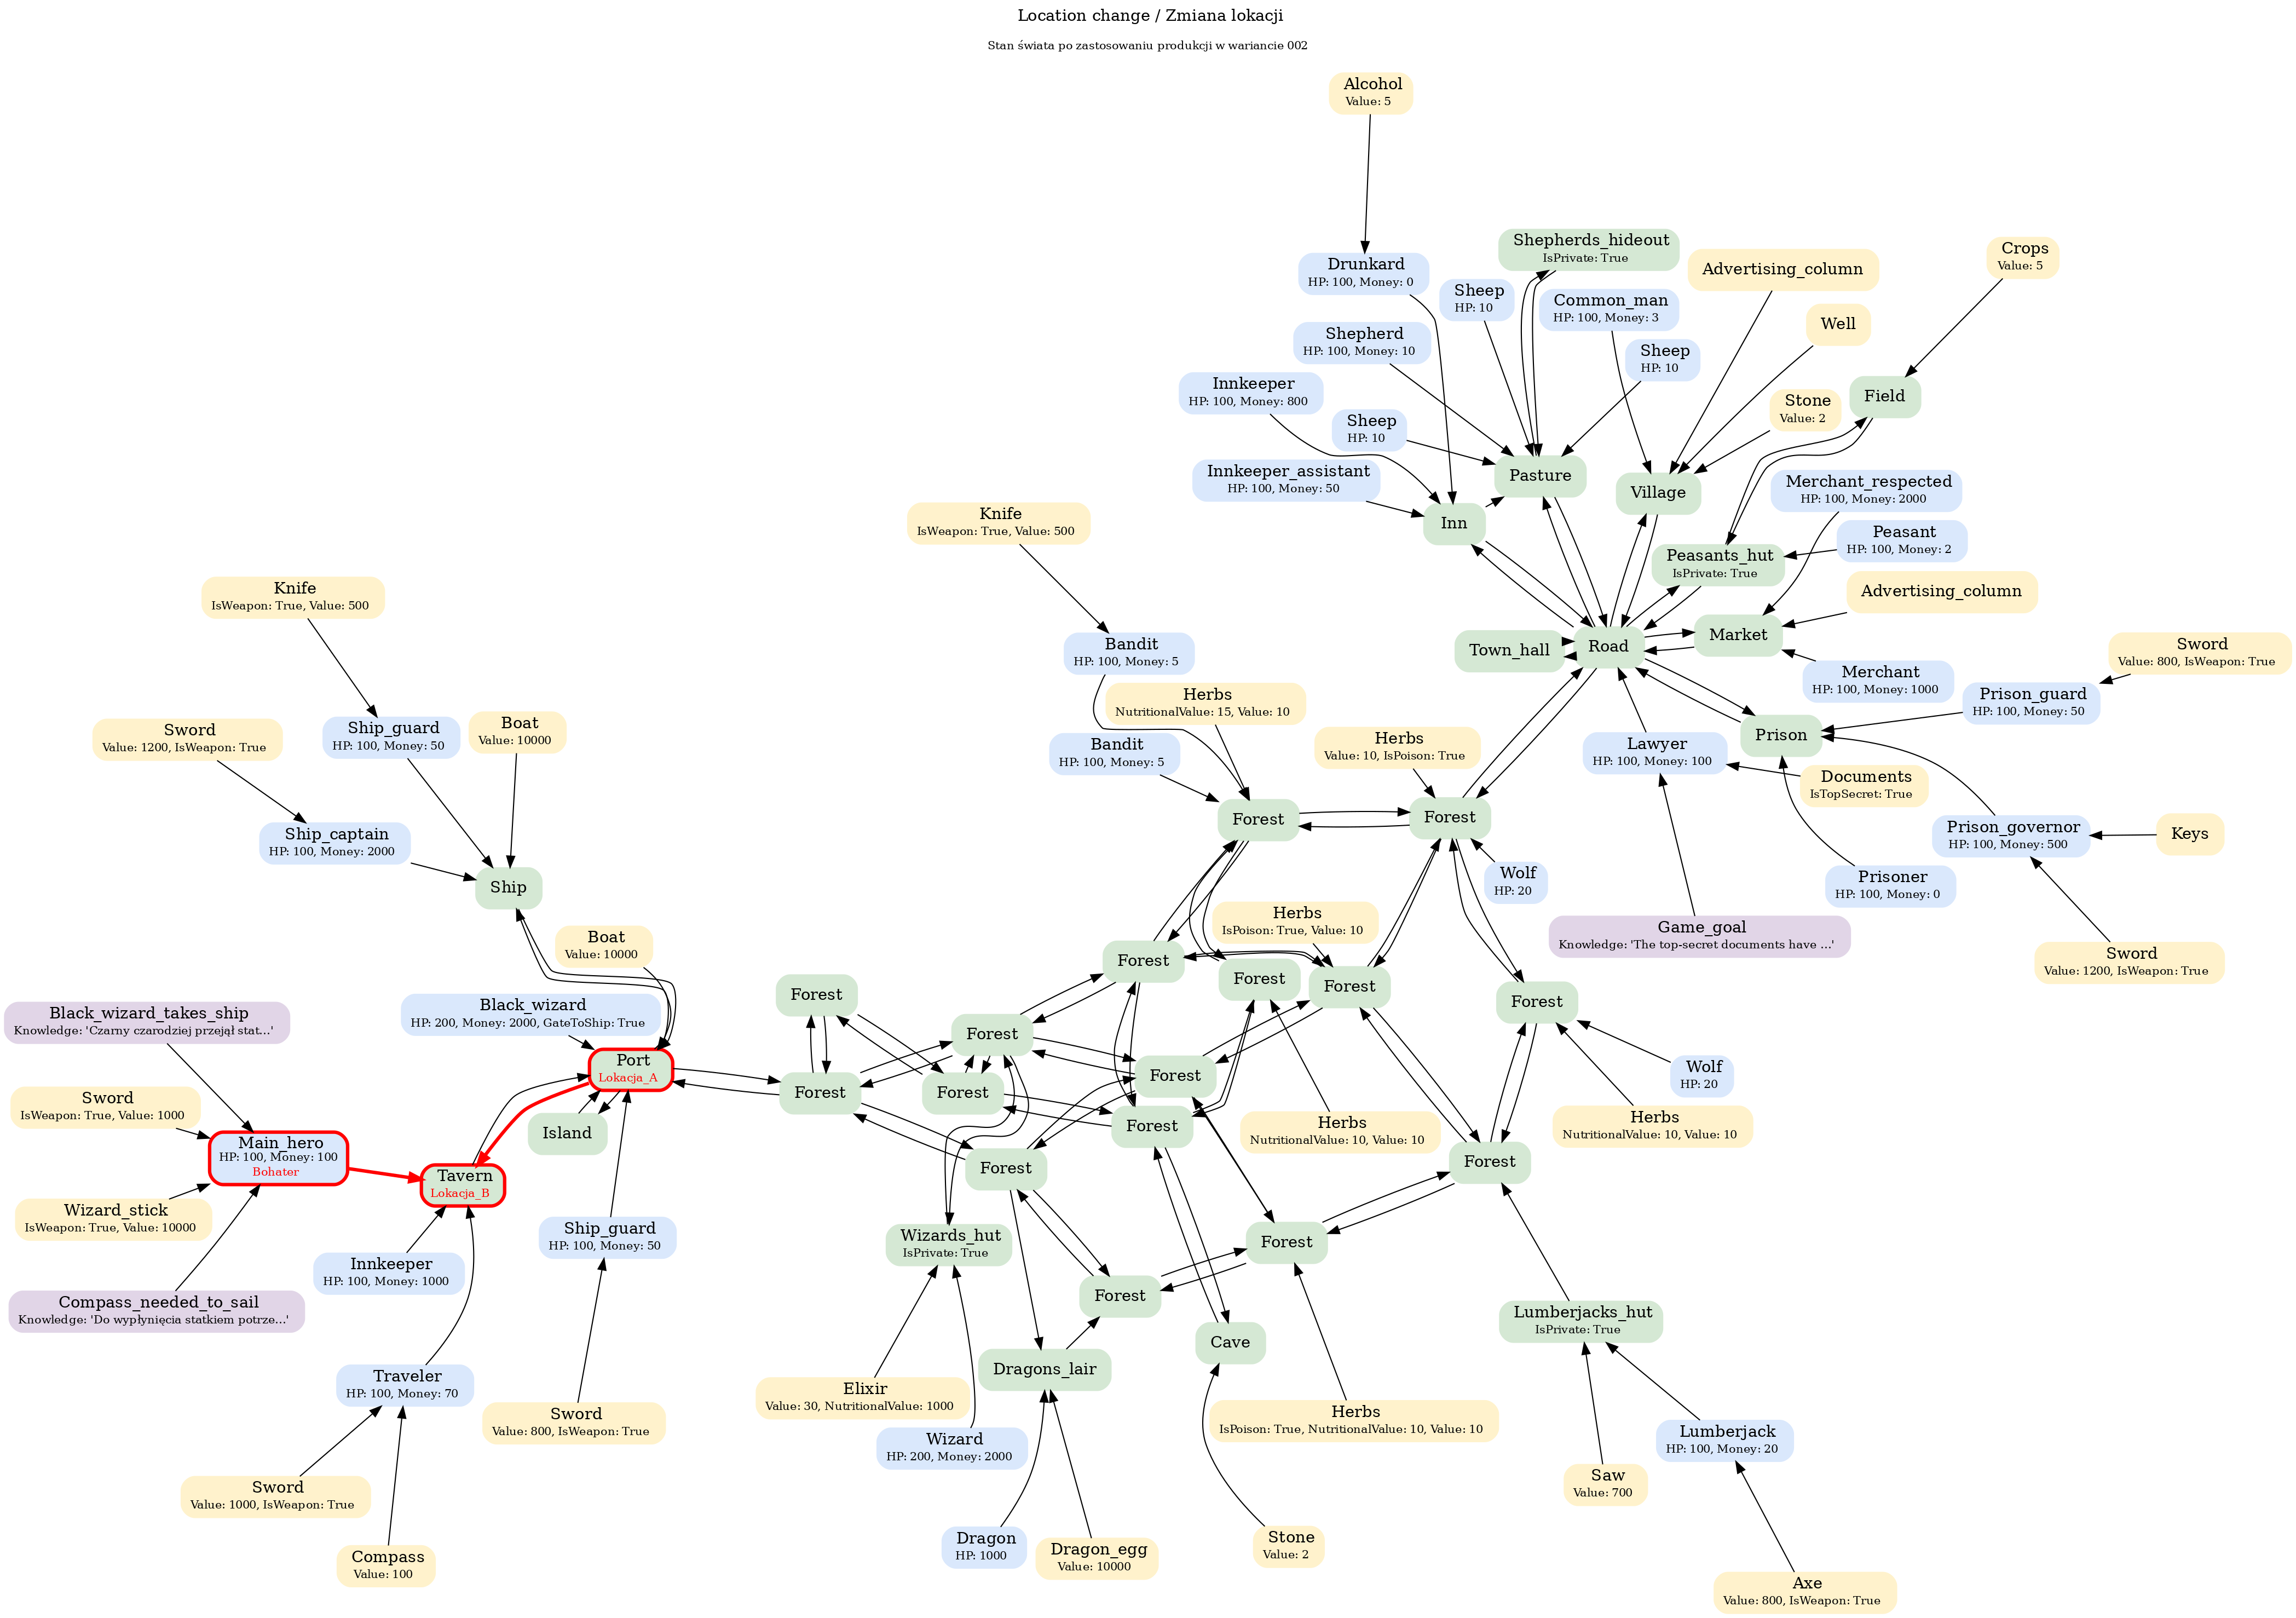 Location change / Zmiana lokacji
Stan świata po zastosowaniu produkcji w wariancie 002
Alcohol
Value: 5
Shepherds_hideout
IsPrivate: True
Crops
Value: 5
Drunkard
HP: 100, Money: 0
Advertising_column
Sheep
HP: 10
Common_man
HP: 100, Money: 3
Well
Shepherd
HP: 100, Money: 10
Sheep
HP: 10
Innkeeper
HP: 100, Money: 800
Field
Stone
Value: 2
Sheep
HP: 10
Innkeeper_assistant
HP: 100, Money: 50
Pasture
Village
Merchant_respected
HP: 100, Money: 2000
Knife
IsWeapon: True, Value: 500
Inn
Peasant
HP: 100, Money: 2
Peasants_hut
IsPrivate: True
Knife
IsWeapon: True, Value: 500
Advertising_column
Market
Bandit
HP: 100, Money: 5
Town_hall
Road
Sword
Value: 800, IsWeapon: True
Merchant
HP: 100, Money: 1000
Prison_guard
HP: 100, Money: 50
Herbs
NutritionalValue: 15, Value: 10
Sword
Value: 1200, IsWeapon: True
Ship_guard
HP: 100, Money: 50
Boat
Value: 10000
Bandit
HP: 100, Money: 5
Herbs
Value: 10, IsPoison: True
Lawyer
HP: 100, Money: 100
Prison
Documents
IsTopSecret: True
Ship_captain
HP: 100, Money: 2000
Forest
Forest
Prison_governor
HP: 100, Money: 500
Keys
Ship
Wolf
HP: 20
Prisoner
HP: 100, Money: 0
Herbs
IsPoison: True, Value: 10
Game_goal
Knowledge: 'The top-secret documents have ...'
Boat
Value: 10000
Forest
Forest
Forest
Sword
Value: 1200, IsWeapon: True
Forest
Forest
Black_wizard_takes_ship
Knowledge: 'Czarny czarodziej przejął stat...'
Black_wizard
HP: 200, Money: 2000, GateToShip: True
Forest
Port
Lokacja_A
Forest
Wolf
HP: 20
Sword
IsWeapon: True, Value: 1000
Forest
Forest
Island
Forest
Herbs
NutritionalValue: 10, Value: 10
Herbs
NutritionalValue: 10, Value: 10
Main_hero
HP: 100, Money: 100
Bohater
Tavern
Lokacja_B
Forest
Forest
Wizard_stick
IsWeapon: True, Value: 10000
Ship_guard
HP: 100, Money: 50
Wizards_hut
IsPrivate: True
Forest
Innkeeper
HP: 100, Money: 1000
Compass_needed_to_sail
Knowledge: 'Do wypłynięcia statkiem potrze...'
Forest
Lumberjacks_hut
IsPrivate: True
Cave
Dragons_lair
Traveler
HP: 100, Money: 70
Elixir
Value: 30, NutritionalValue: 1000
Sword
Value: 800, IsWeapon: True
Herbs
IsPoison: True, NutritionalValue: 10, Value: 10
Wizard
HP: 200, Money: 2000
Lumberjack
HP: 100, Money: 20
Sword
Value: 1000, IsWeapon: True
Saw
Value: 700
Dragon
HP: 1000
Dragon_egg
Value: 10000
Stone
Value: 2
Compass
Value: 100
Axe
Value: 800, IsWeapon: True